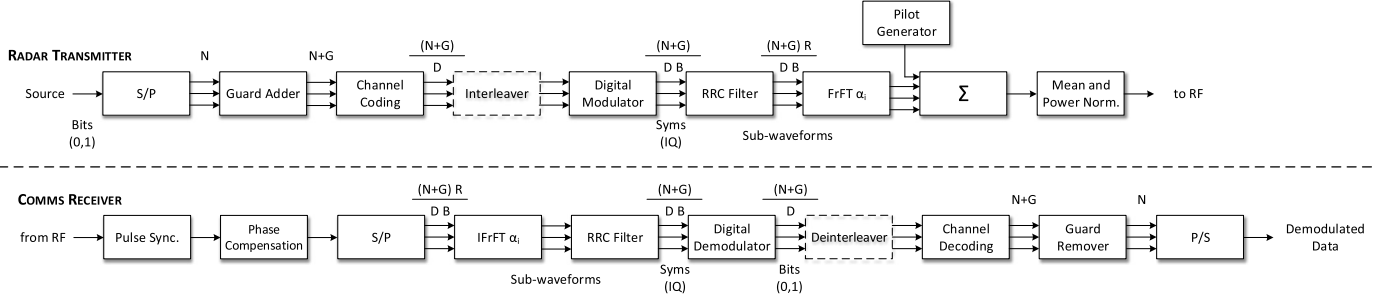 RADAR TRANSMITTER
Source
Bits
(0,1)
S/P
N
Guard Adder
N+G
Channel
Coding
(N+G)
D
Interleaver
Digital
Modulator
(N+G)
D B
Syms
(IQ)
RRC Filter
(N+G) R
D B
Sub-waveforms
FrFT αi
Pilot
Generator
Σ
Mean and
Power Norm.
to RF
COMMS RECEIVER
from RF
Pulse Sync.
Phase
Compensation
S/P
(N+G) R
D B
IFrFT αi
Sub-waveforms
RRC Filter
(N+G)
D B
Syms
(IQ)
Digital
Demodulator
(N+G)
D
Bits
(0,1)
Deinterleaver
Channel
Decoding
N+G
Guard
Remover
N
P/S
Demodulated
Data